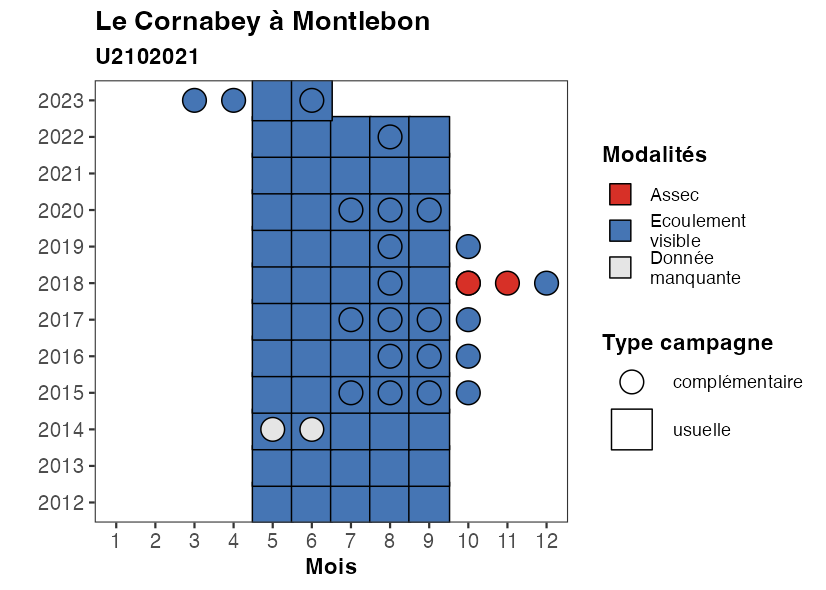 Le Cornabey à Montlebon
U2102021
2023
2022
2021
2020
2019
2018
2017
2016
2015
2014
2013
2012
1 2 3 4 5 6 7 8 9 10 11 12
Mois
Modalités
Assec
Ecoulement
visible
Donnée
manquante
Type campagne
complémentaire
usuelle